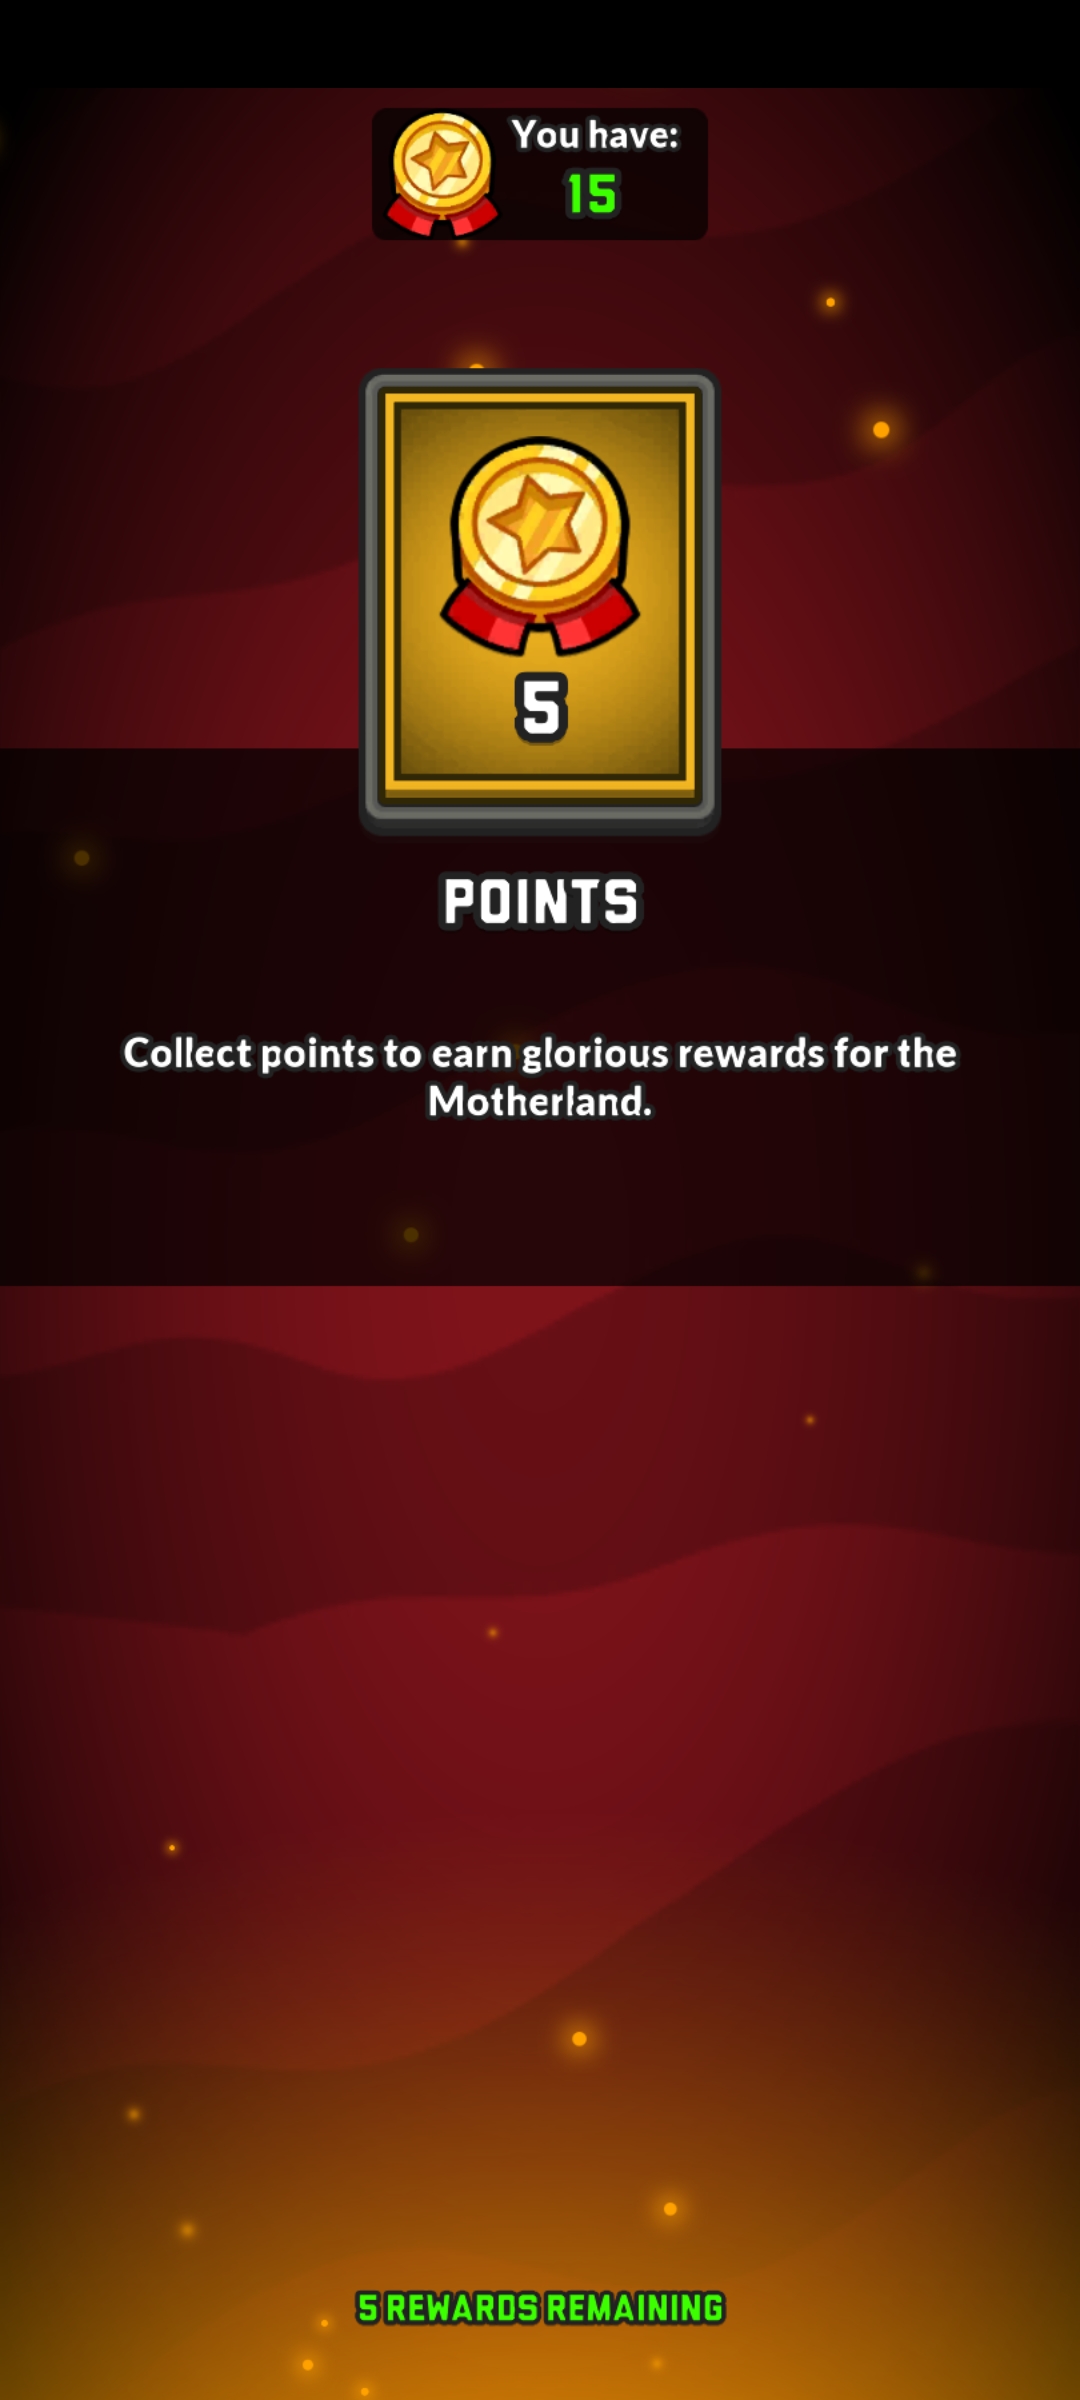 You have:
15
5
POINTS
Collect points to earn glorious rewards for the
Motherland.
5 REWARDS REMAINING